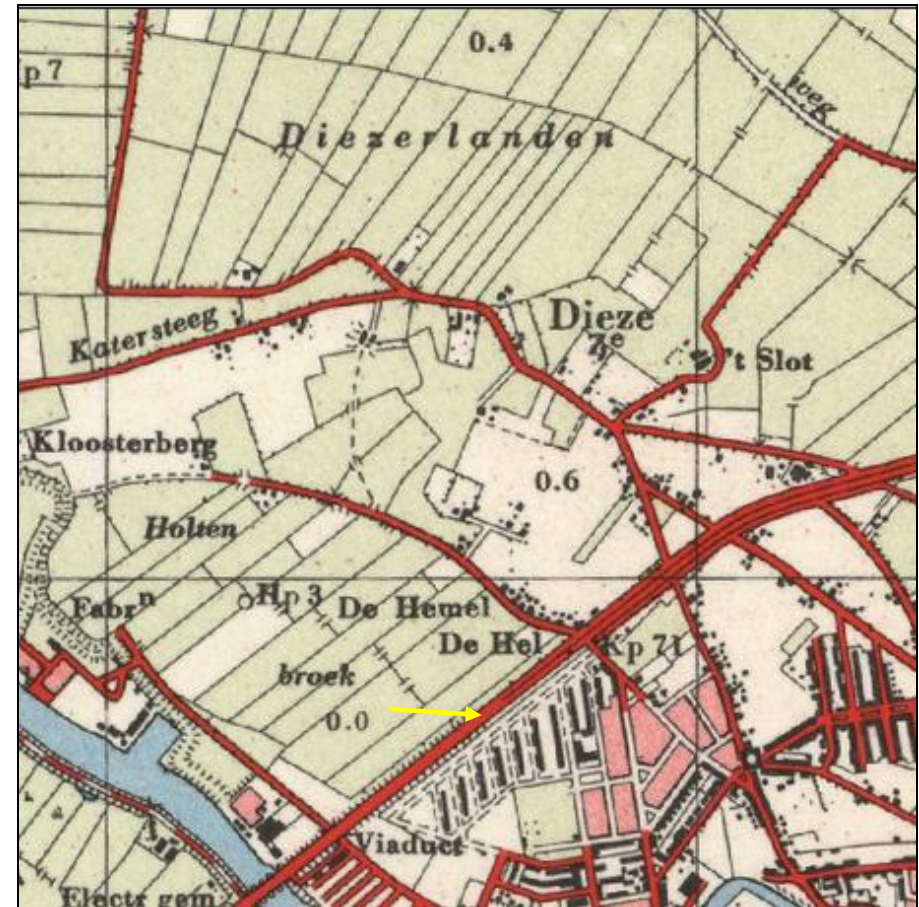 0.4
p 7
weg
Diezerlanden
Katersteeg
Dieze
Ze
't Slot
Kloosterberg
0.6
Holten
Fabrn
Hp 3
De Hemel
De Hel
Kp 71
broek
0.0
Viaduct
Electr gem